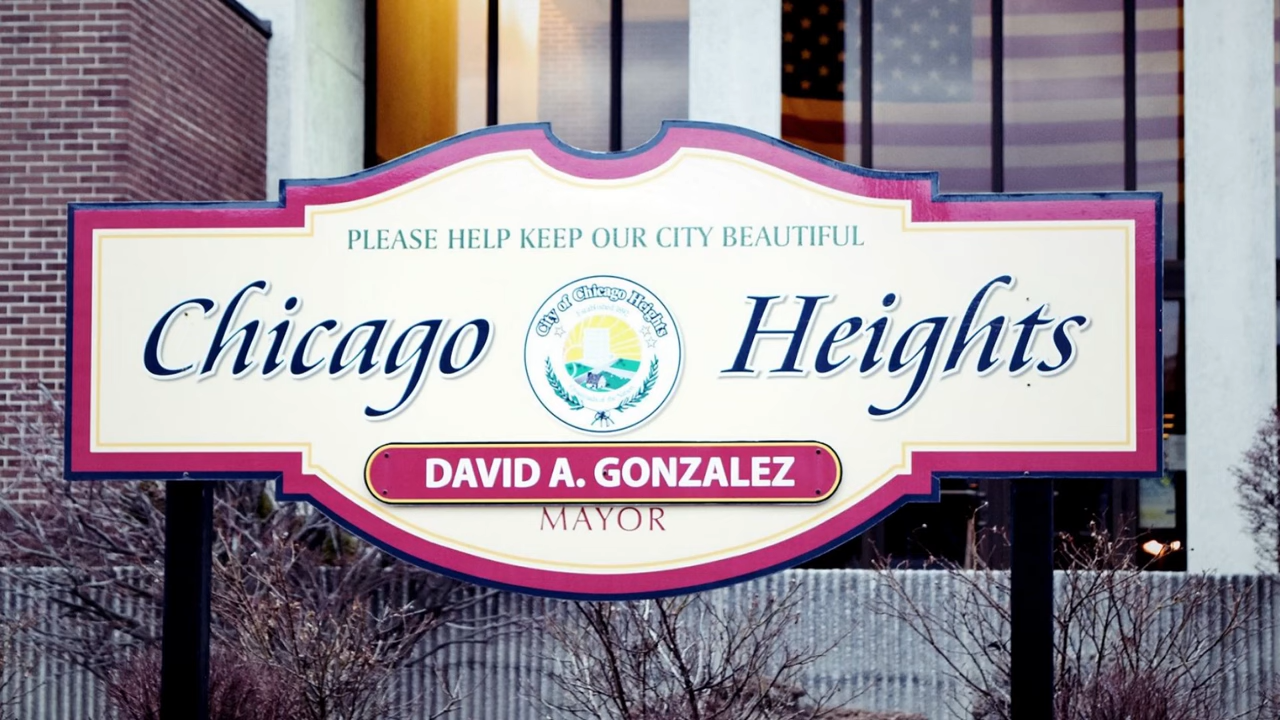 PLEASE HELP KEEP OUR CITY BEAUTIFUL
Chicago Heights
City of Chicago Heights
DAVID A. GONZALEZ
MAYOR